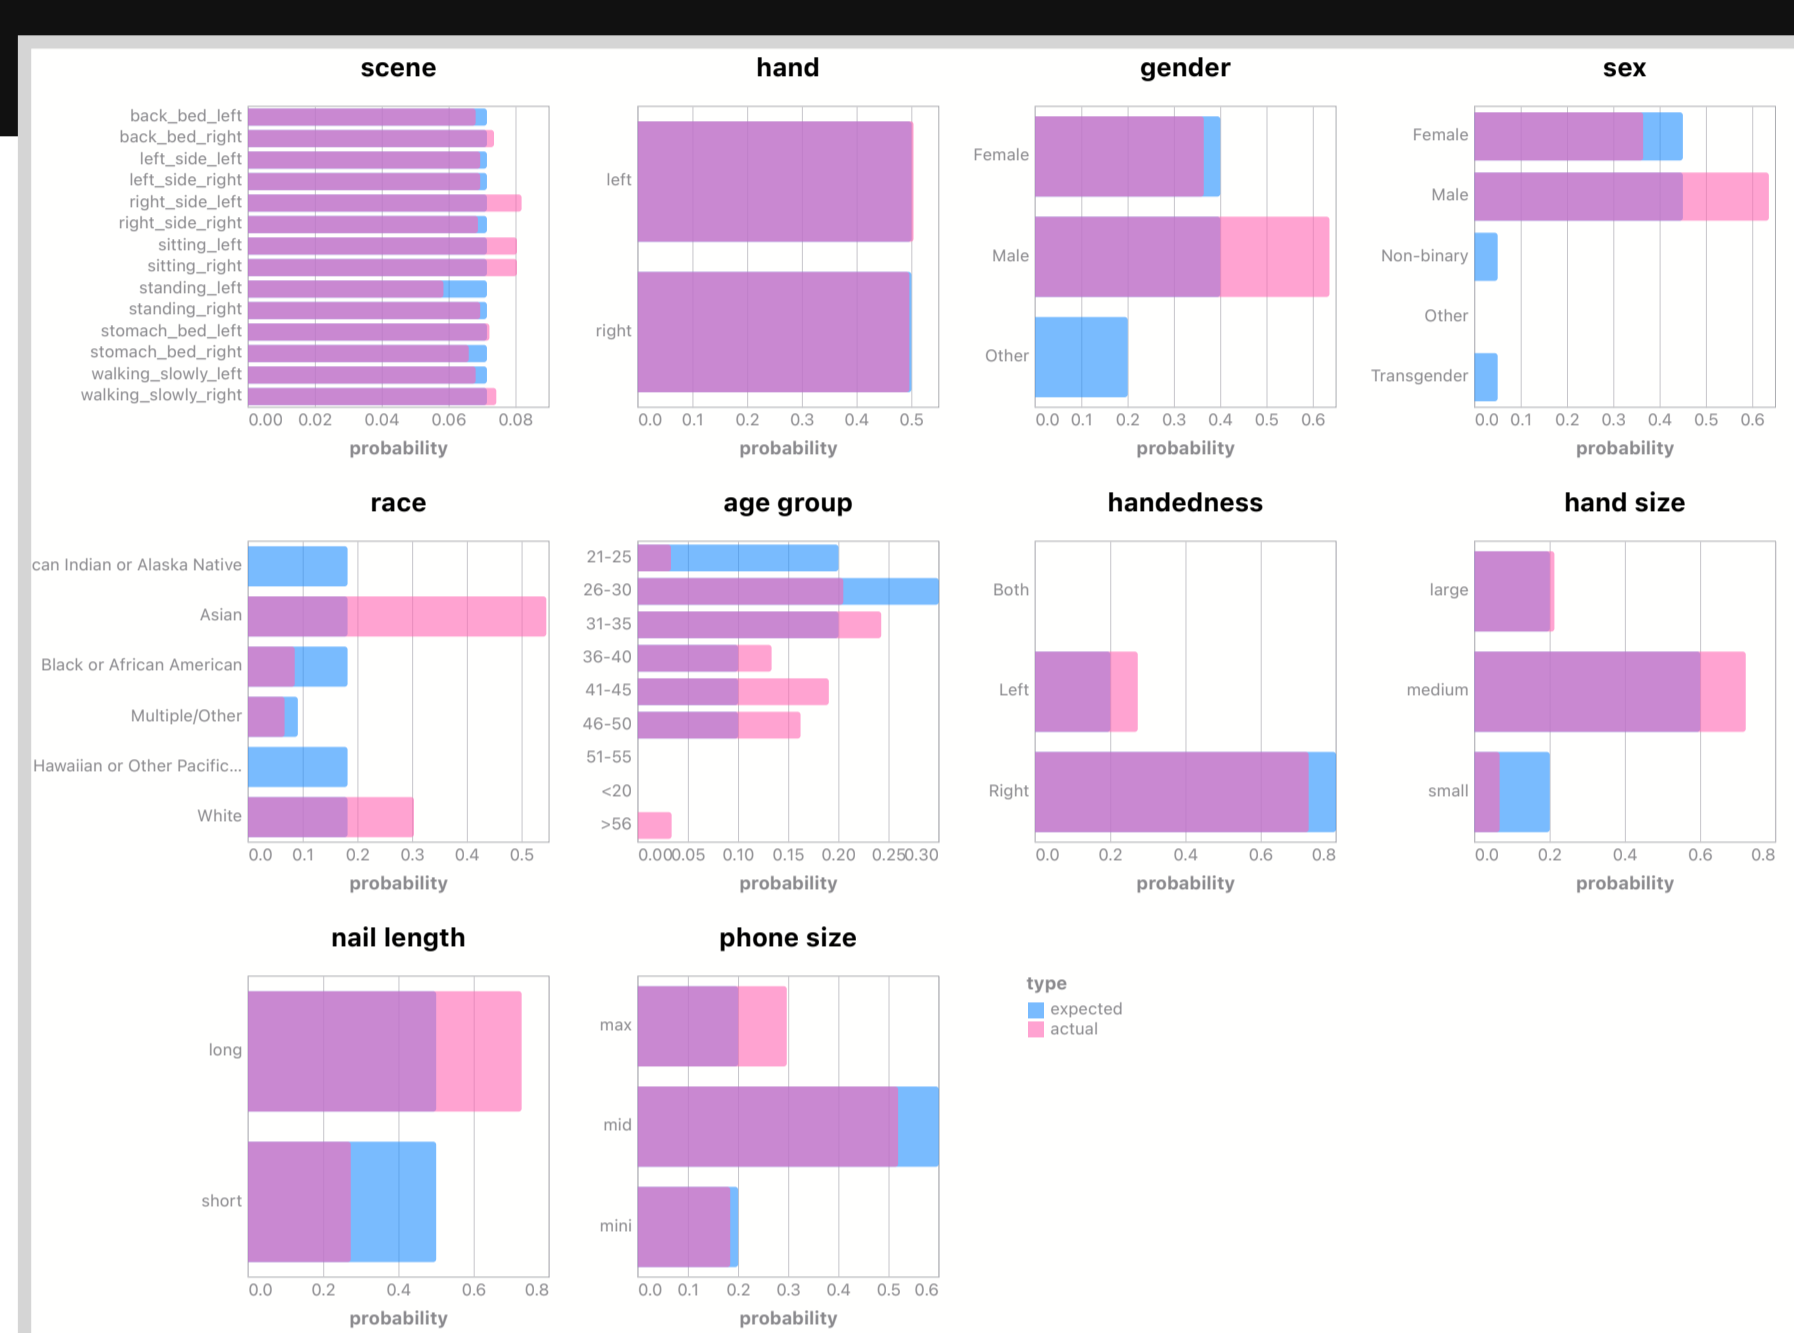 scene
back_bed_left
back_bed_right
left_side_left
left_side_right
right_side_left
right_side_right
sitting_left
sitting_right
standing_left
standing_right
stomach_bed_left
stomach_bed_right
walking_slowly_left
walking_slowly_right
0.00 0.02 0.04 0.06 0.08
probability
hand
left
right
0.0 0.1 0.2 0.3 0.4 0.5
probability
gender
Female
Male
Other
0.0 0.1 0.2 0.3 0.4 0.5 0.6
probability
sex
Female
Male
Non-binary
Other
Transgender
0.0 0.1 0.2 0.3 0.4 0.5 0.6
probability
race
can Indian or Alaska Native
Asian
Black or African American
Multiple/Other
Hawaiian or Other Pacific...
White
0.0 0.1 0.2 0.3 0.4 0.5
probability
age group
21-25
26-30
31-35
36-40
41-45
46-50
51-55
<20
>56
0.00 0.05 0.10 0.15 0.20 0.25 0.30
probability
handedness
Both
Left
Right
0.0 0.2 0.4 0.6 0.8
probability
hand size
large
medium
small
0.0 0.2 0.4 0.6 0.8
probability
nail length
long
short
0.0 0.2 0.4 0.6 0.8
probability
phone size
max
mid
mini
0.0 0.1 0.2 0.3 0.4 0.5 0.6
probability
type
expected
actual